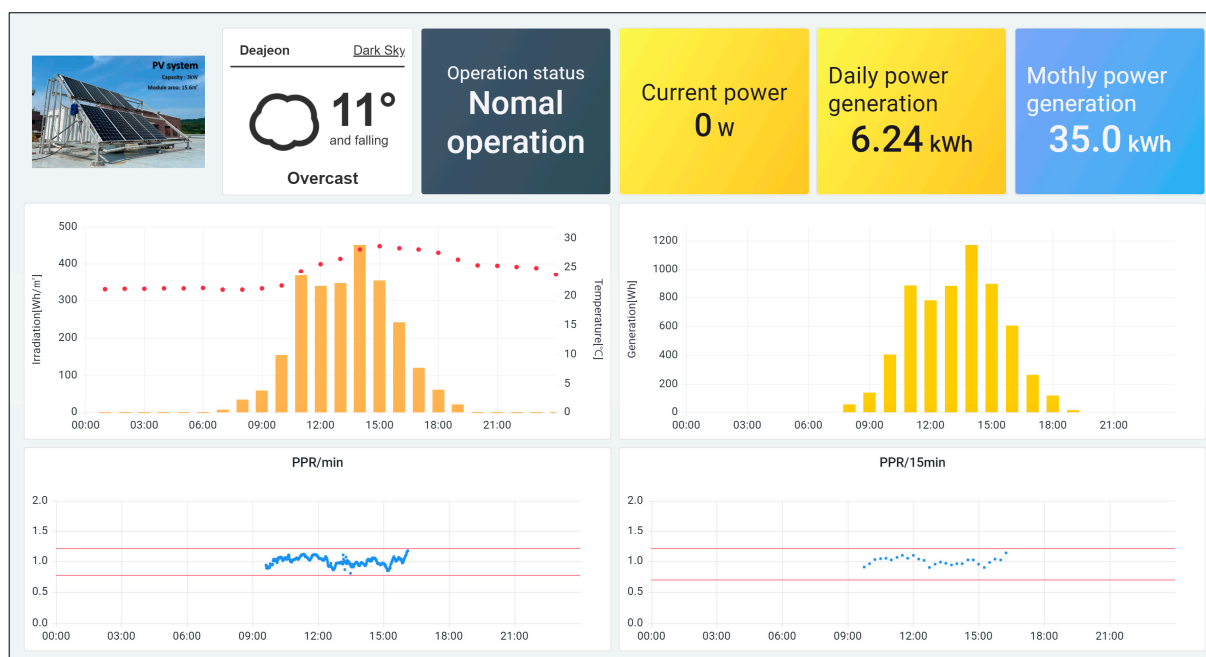 PV system
Capacity : 3kW
Module area: 15.6㎡
Deajeon Dark Sky
11°
and falling
Overcast
Operation status
Nomal
operation
Current power
0 W
Daily power
generation
6.24 kWh
Mothly power
generation
35.0 kWh
Irradiation[Wh/㎡]
500
400
300
200
100
0
Temperature[℃]
30
25
20
15
10
5
0
00:00 03:00 06:00 09:00 12:00 15:00 18:00 21:00
Generation[Wh]
1200
1000
800
600
400
200
0
00:00 03:00 06:00 09:00 12:00 15:00 18:00 21:00
PPR/min
2.0
1.5
1.0
0.5
0.0
00:00 03:00 06:00 09:00 12:00 15:00 18:00 21:00
PPR/15min
2.0
1.5
1.0
0.5
0.0
00:00 03:00 06:00 09:00 12:00 15:00 18:00 21:00